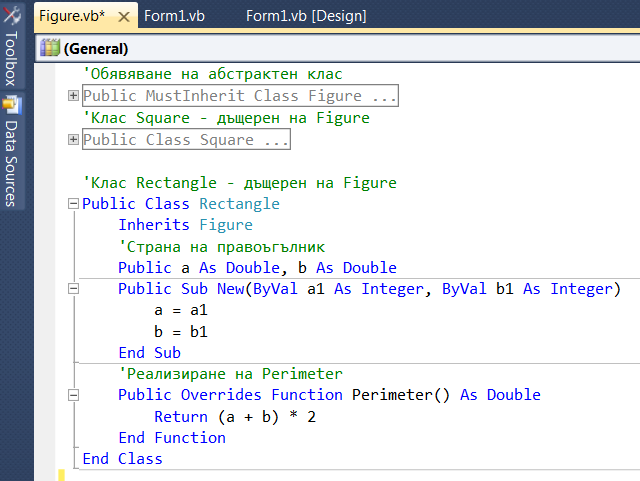 Figure.vb* Form1.vb Form1.vb [Design]
Toolbox
Data Sources
(General)
'Обявяване на абстрактен клас
Public MustInherit Class Figure ...
'Клас Square - дъщерен на Figure
Public Class Square ...
'Клас Rectangle - дъщерен на Figure
Public Class Rectangle
Inherits Figure
'Страна на правоъгълник
Public a As Double, b As Double
Public Sub New(ByVal a1 As Integer, ByVal b1 As Integer)
a = a1
b = b1
End Sub
'Реализиране на Perimeter
Public Overrides Function Perimeter() As Double
Return (a + b) * 2
End Function
End Class